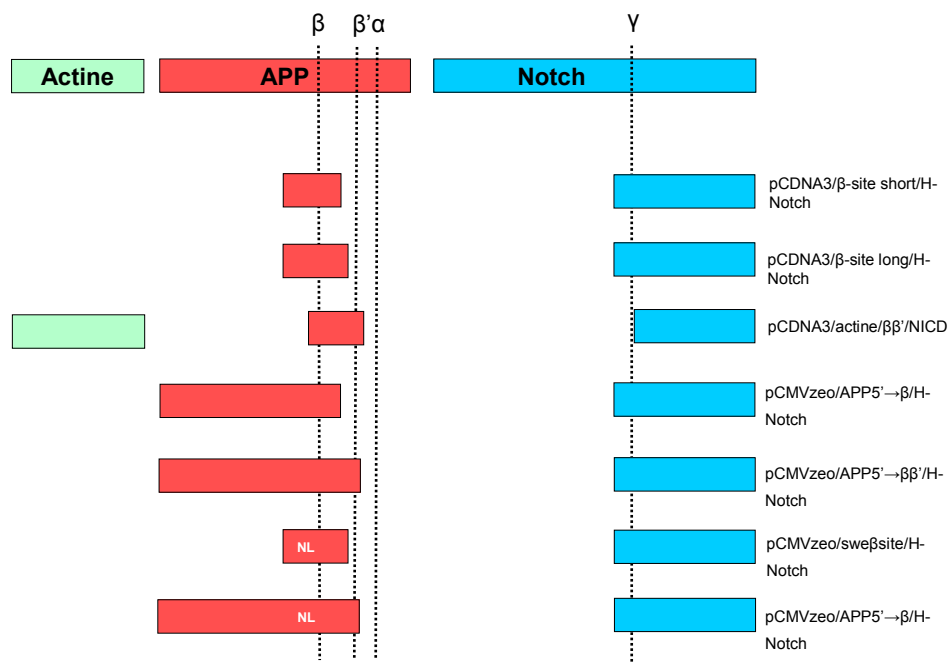 β β’ α γ
Actine APP Notch
pCDNA3/β-site short/H-
Notch
pCDNA3/β-site long/H-
Notch
pCDNA3/actine/ββ’/NICD
pCMVzeo/APP5’→β/H-
Notch
pCMVzeo/APP5’→ββ’/H-
Notch
NL pCMVzeo/sweβsite/H-
Notch
NL pCMVzeo/APP5’→β/H-
Notch